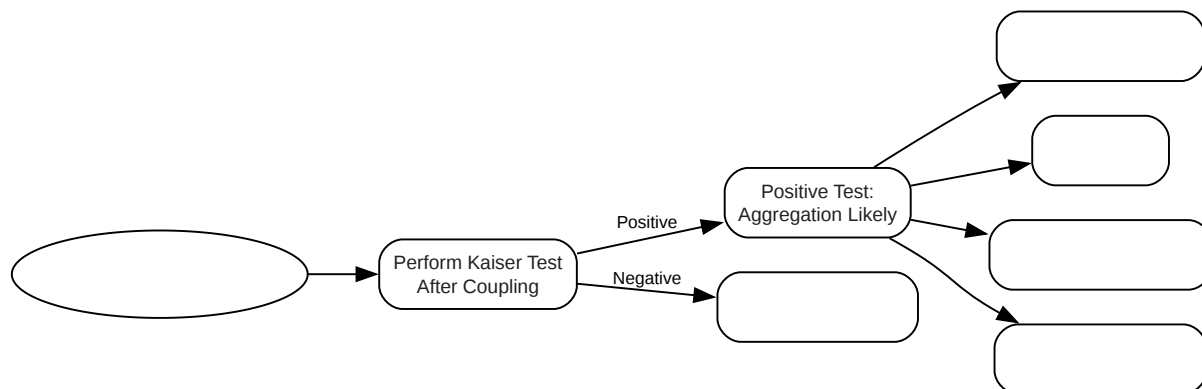 Perform Kaiser Test
After Coupling
Positive
Negative
Positive Test:
Aggregation Likely